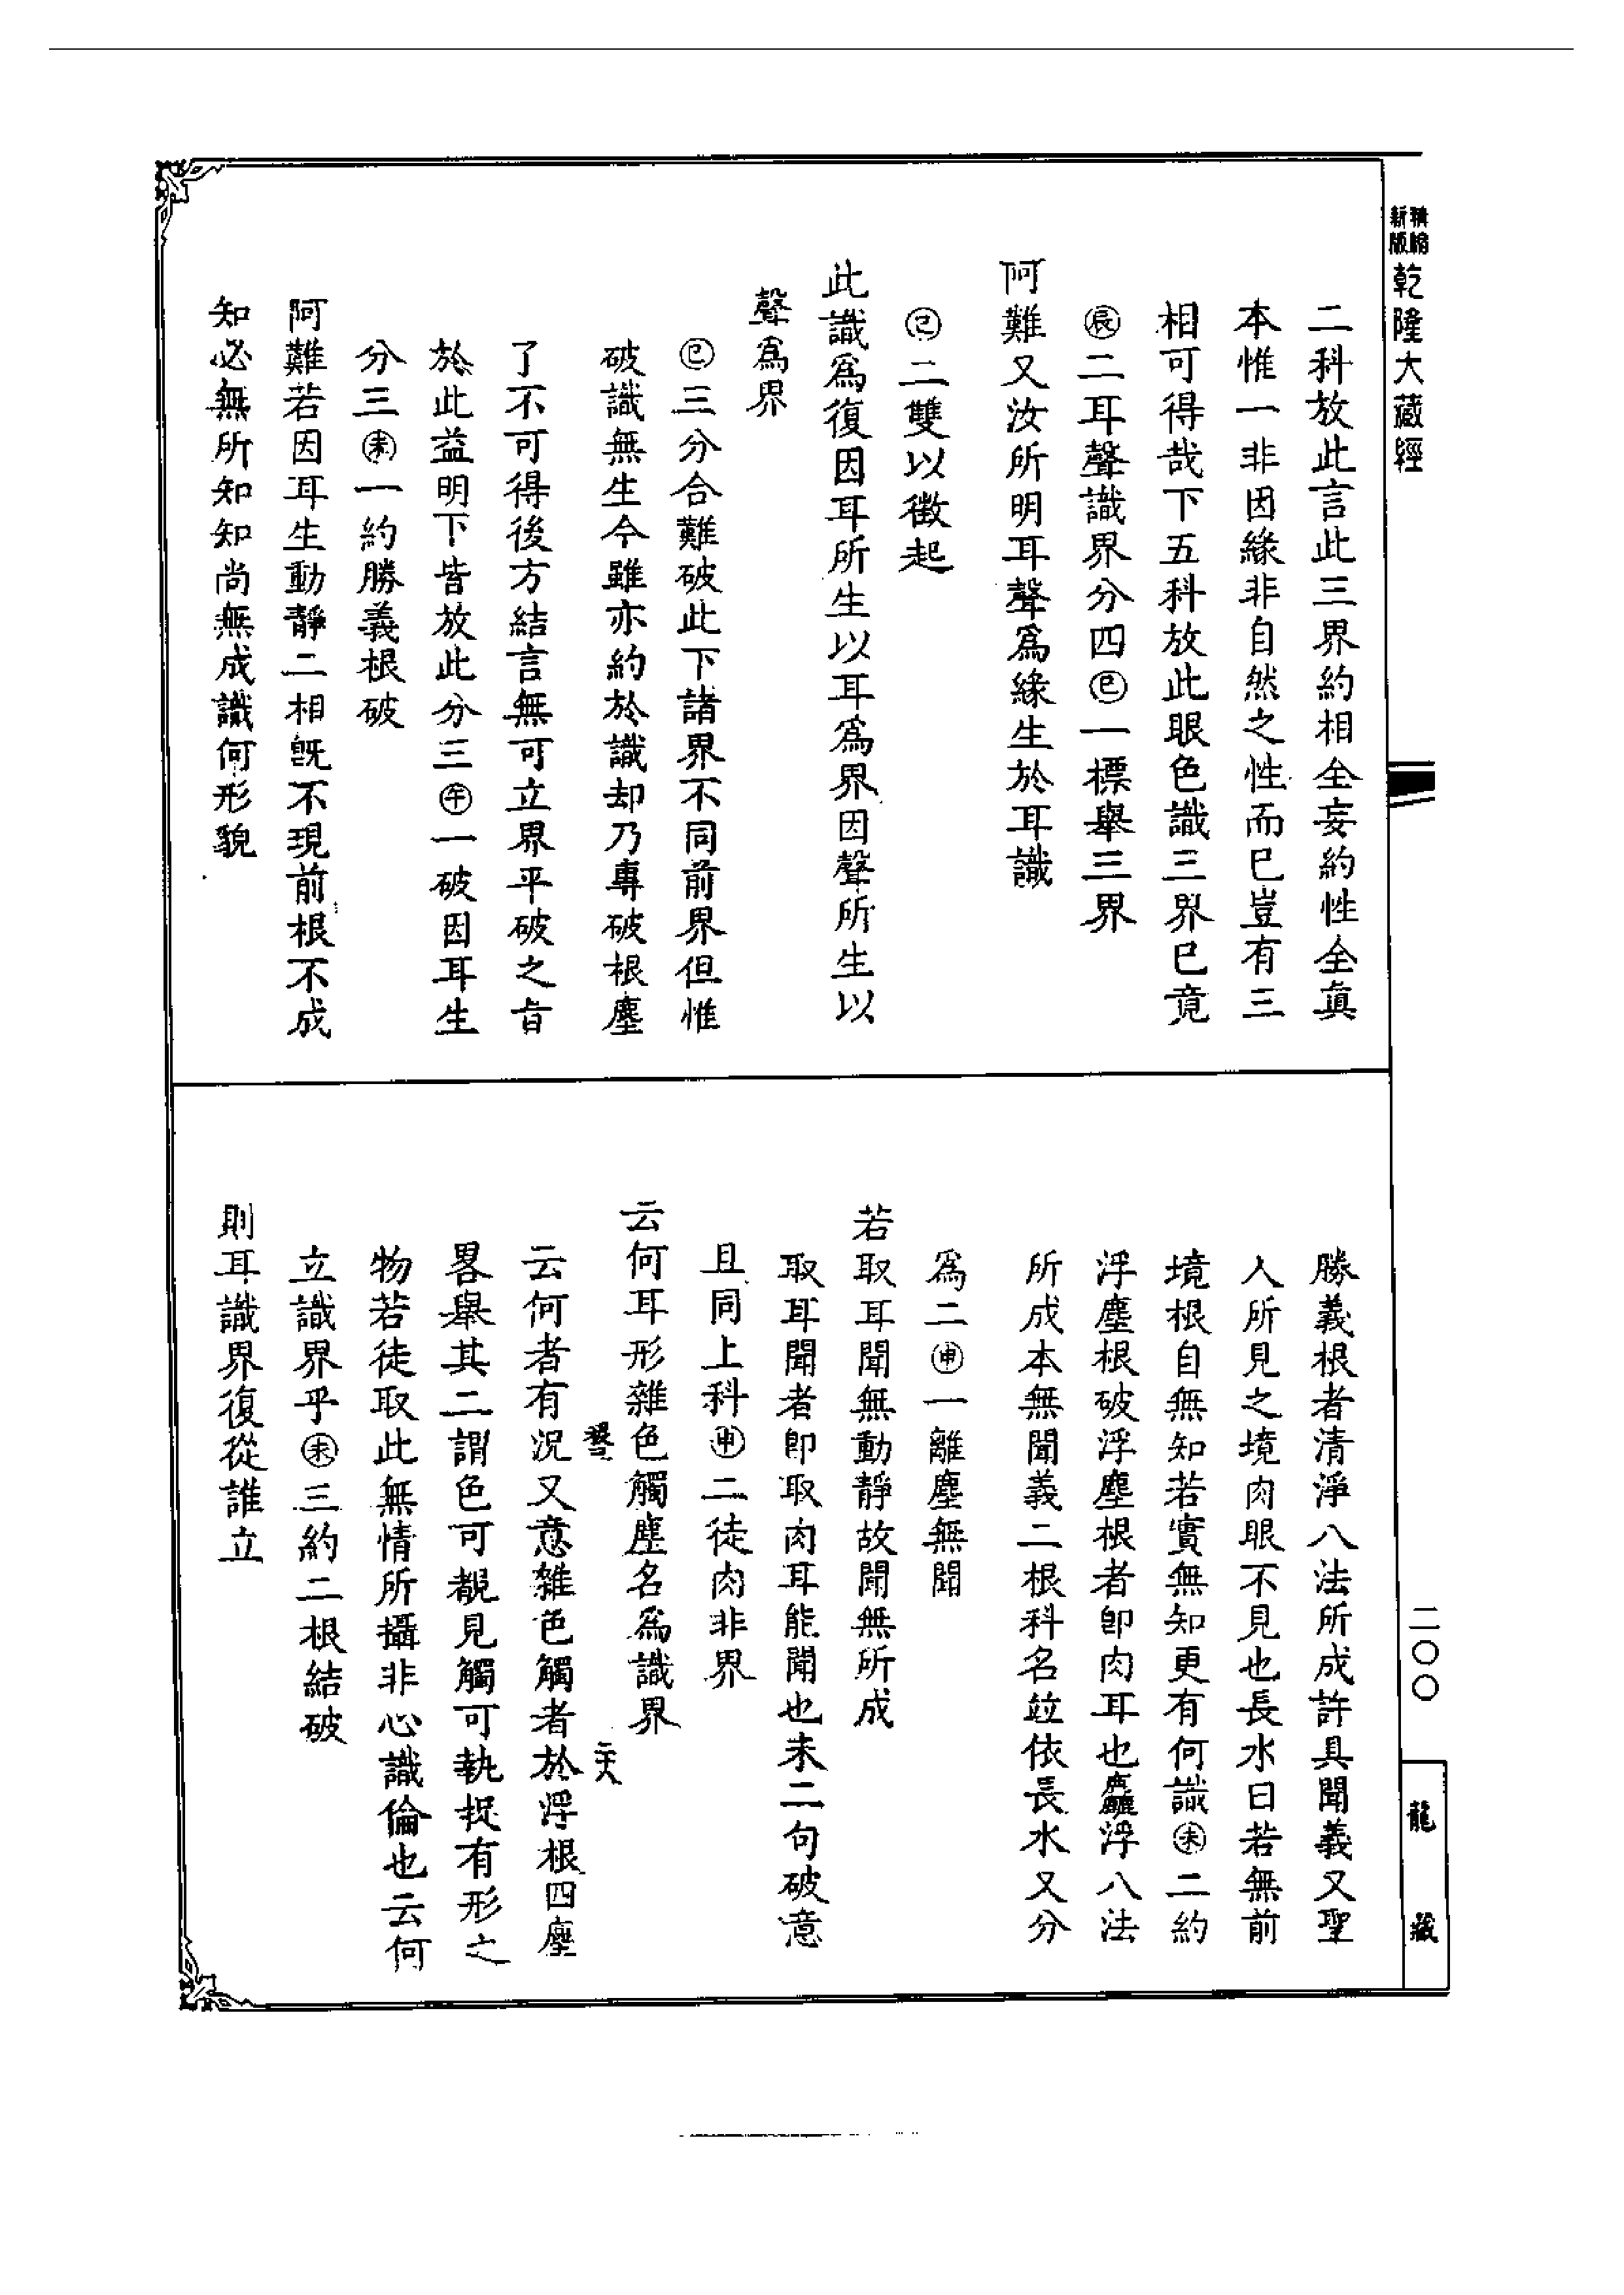 乾隆大藏經
二科放此言此三界約相全妄約性全眞
本惟一非因緣非自然之性而已豈有三
相可得哉下五科放此眼色識三界已竟
㊎二耳聲識界分四㊁一標舉三界
阿難又汝所明耳聲爲緣生於耳識
㊁二雙以徵起
此識爲復因耳所生以耳爲界因聲所生以
聲爲界
㊁三分合難破此下諸界不同前界但惟
破識無生今雖亦約於識却乃專破根塵
了不可得後方結言無可立界平破之旨
於此益明下皆放此分三午一破因耳生
分三未一約勝義根破
阿難若因耳生動靜二相旣不現前根不成
知必無所知知尚無成識何形貌
勝義根者清淨八法所成許具聞義又聖
人所見之境肉眼不見也長水曰若無前
境根自無知若實無知更有何識未二約
浮塵根破浮塵根者卽肉耳也麤浮八法
所成本無聞義二根科名竝依長水又分
爲二申一離塵無聞
若取耳聞無動靜故聞無所成
取耳聞者卽取肉耳能聞也未二句破意
且同上科申二徒肉非界
云何耳形雜色觸塵名爲識界
云何者有況又意雜色觸者於浮根四塵
畧舉其二謂色可覩見觸可執捉有形之
物若徒取此無情所攝非心識倫也云何
立識界乎未三約二根結破
則耳識界復從誰立
二〇〇
龍藏